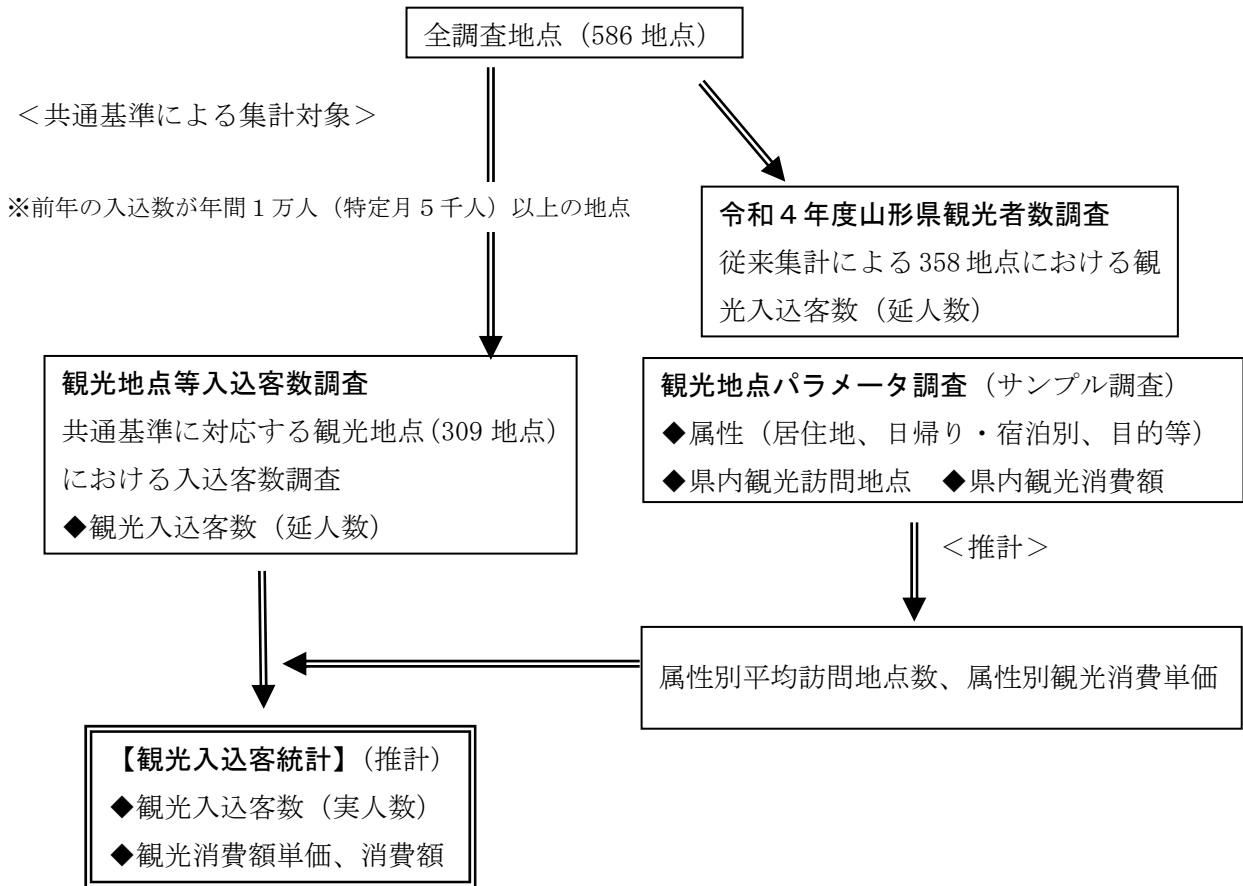 全調査地点（586 地点）
＜共通基準による集計対象＞
※前年の入込数が年間１万人（特定月５千人）以上の地点
令和４年度山形県観光者数調査
従来集計による 358 地点における観
光入込客数（延人数）
観光地点等入込客数調査
共通基準に対応する観光地点(309 地点)
における入込客数調査
◆観光入込客数（延人数）
観光地点パラメータ調査（サンプル調査）
◆属性（居住地、日帰り・宿泊別、目的等）
◆県内観光訪問地点　◆県内観光消費額
＜推計＞
属性別平均訪問地点数、属性別観光消費単価
【観光入込客統計】（推計）
◆観光入込客数（実人数）
◆観光消費額単価、消費額